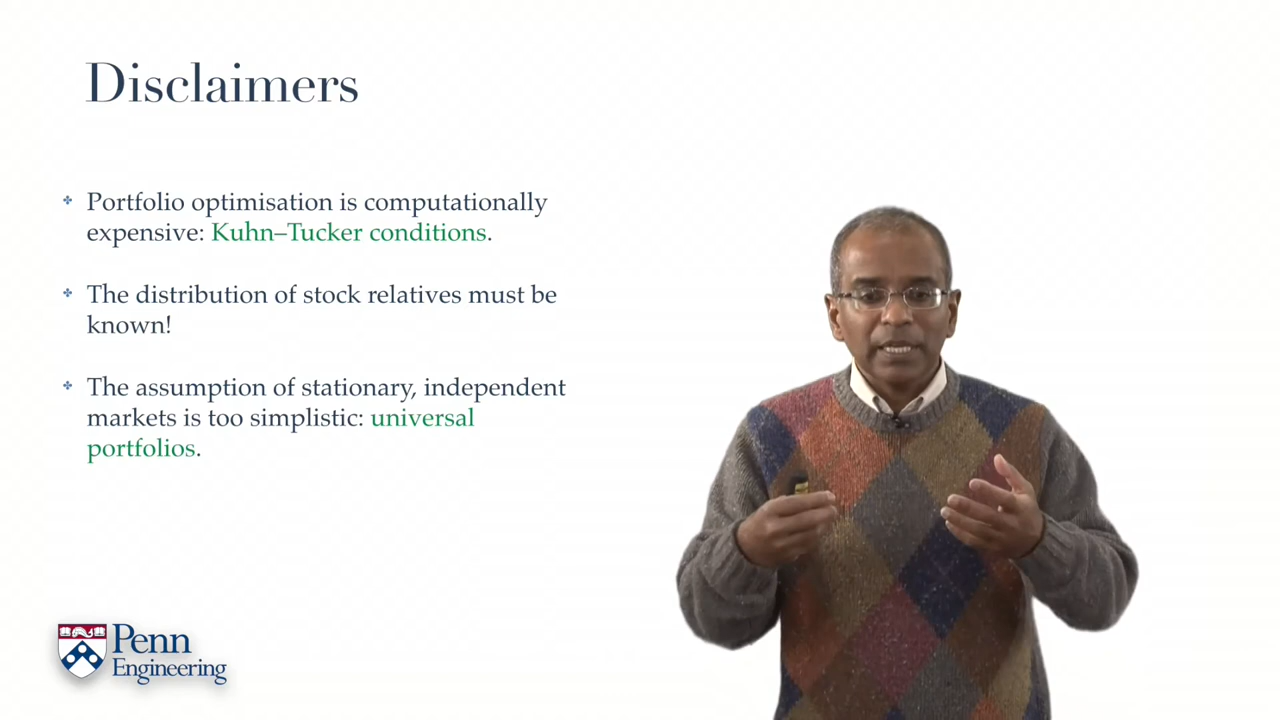 Disclaimers
Portfolio optimisation is computationally
expensive: Kuhn–Tucker conditions.
The distribution of stock relatives must be
known!
The assumption of stationary, independent
markets is too simplistic: universal
portfolios.
Penn
Engineering